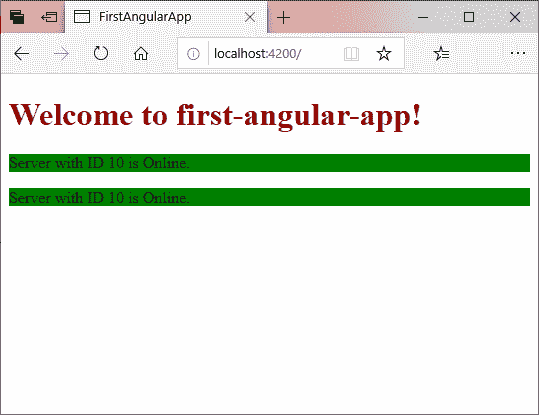 FirstAngularApp
localhost:4200/
Welcome to first-angular-app!
Server with ID 10 is Online.
Server with ID 10 is Online.